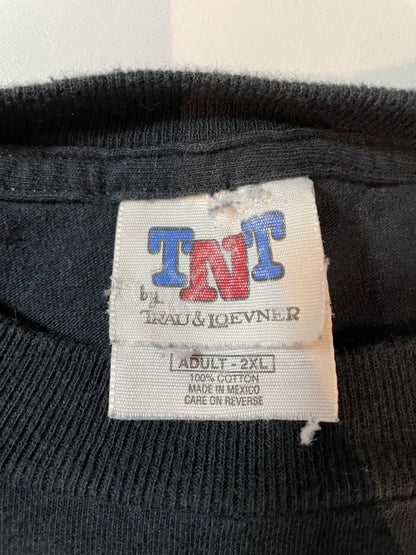 TNT
by
TRAU & LOEVNER
ADULT - 2XL
100% COTTON
MADE IN MEXICO
CARE ON REVERSE